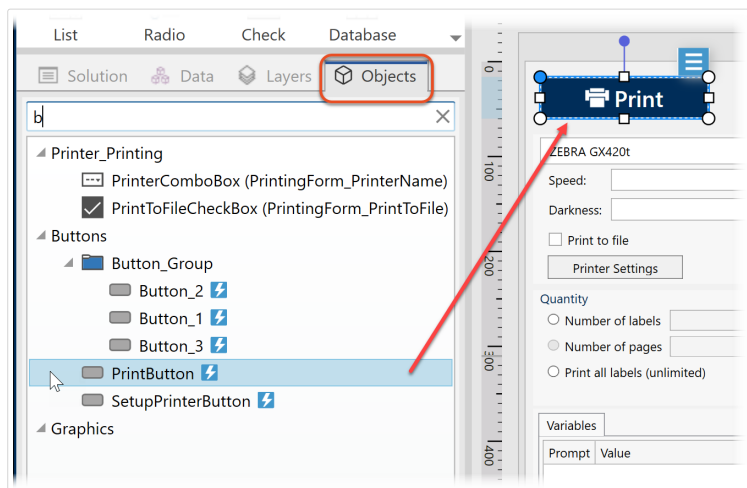 List Radio Check Database
Solution Data Layers Objects
b
Printer_Printing
PrinterComboBox (PrintingForm_PrinterName)
PrintToFileCheckBox (PrintingForm_PrintToFile)
Buttons
Button_Group
Button_2
Button_1
Button_3
PrintButton
SetupPrinterButton
Graphics
0
100
200
300
400
Print
ZEBRA GX420t
Speed:
Darkness:
Print to file
Printer Settings
Quantity
Number of labels
Number of pages
Print all labels (unlimited)
Variables
Prompt Value